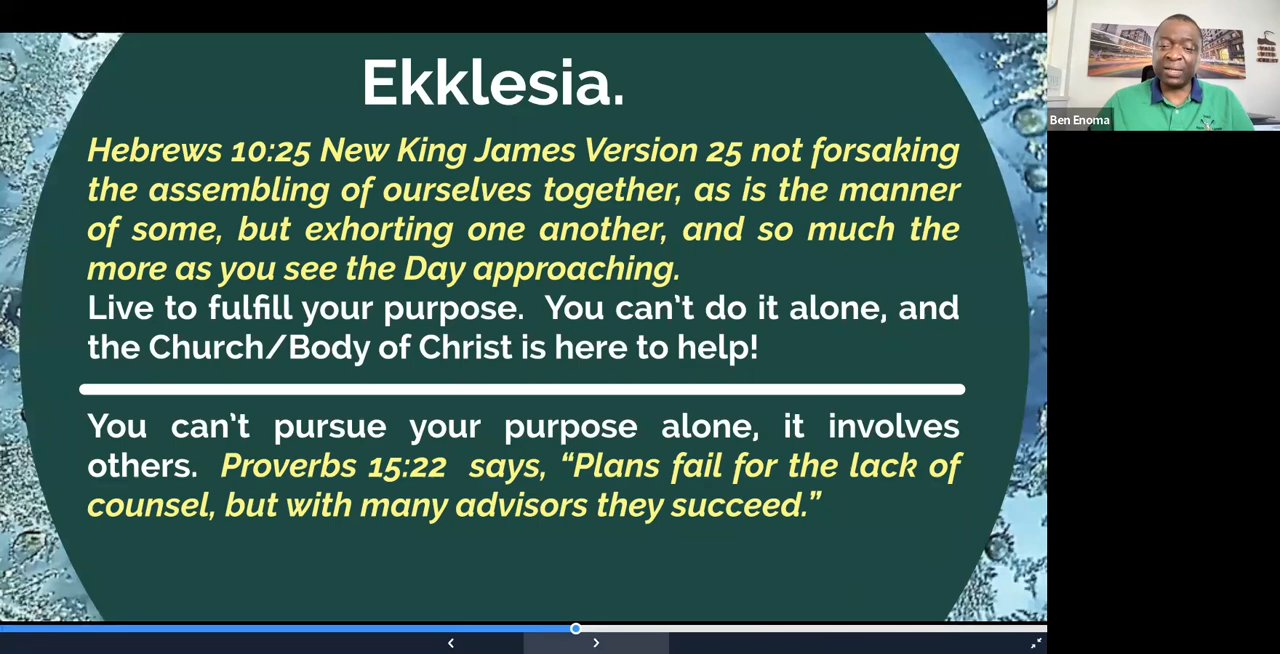 Ekklesia.
Hebrews 10:25 New King James Version 25 not forsaking
the assembling of ourselves together, as is the manner
of some, but exhorting one another, and so much the
more as you see the Day approaching.
Live to fulfill your purpose. You can't do it alone, and
the Church/Body of Christ is here to help!
You can't pursue your purpose alone, it involves
others. Proverbs 15:22 says, “Plans fail for the lack of
counsel, but with many advisors they succeed.”
Ben Enoma